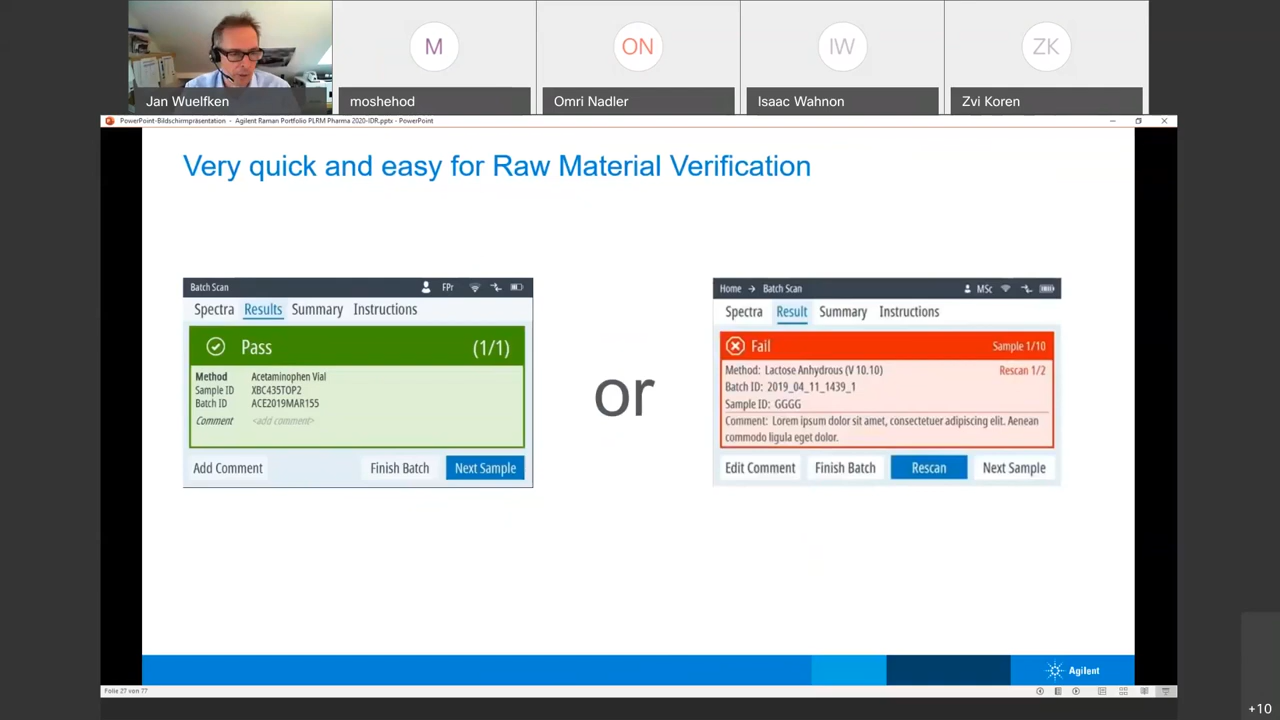 M
ON
IW
ZK
Jan Wuelfken
moshehod
Omri Nadler
Isaac Wahnon
Zvi Koren
PowerPoint-Bildschirmpräsentation - Agilent Raman Portfolio PLRM Pharma 2020-IDR.pptx - PowerPoint
Very quick and easy for Raw Material Verification
Batch Scan FPr
Spectra Results Summary Instructions
Pass (1/1)
Method Acetaminophen Vial
Sample ID XBC435TOP2
Batch ID ACE2019MAR155
Comment <add comment>
Add Comment Finish Batch Next Sample
or
Home → Batch Scan MSc
Spectra Result Summary Instructions
Fail Sample 1/10
Method: Lactose Anhydrous (V 10.10) Rescan 1/2
Batch ID: 2019_04_11_1439_1
Sample ID: GGGG
Comment: Lorem ipsum dolor sit amet, consectetuer adipiscing elit. Aenean
commodo ligula eget dolor.
Edit Comment Finish Batch Rescan Next Sample
Agilent
Folie 27 von 77
+10